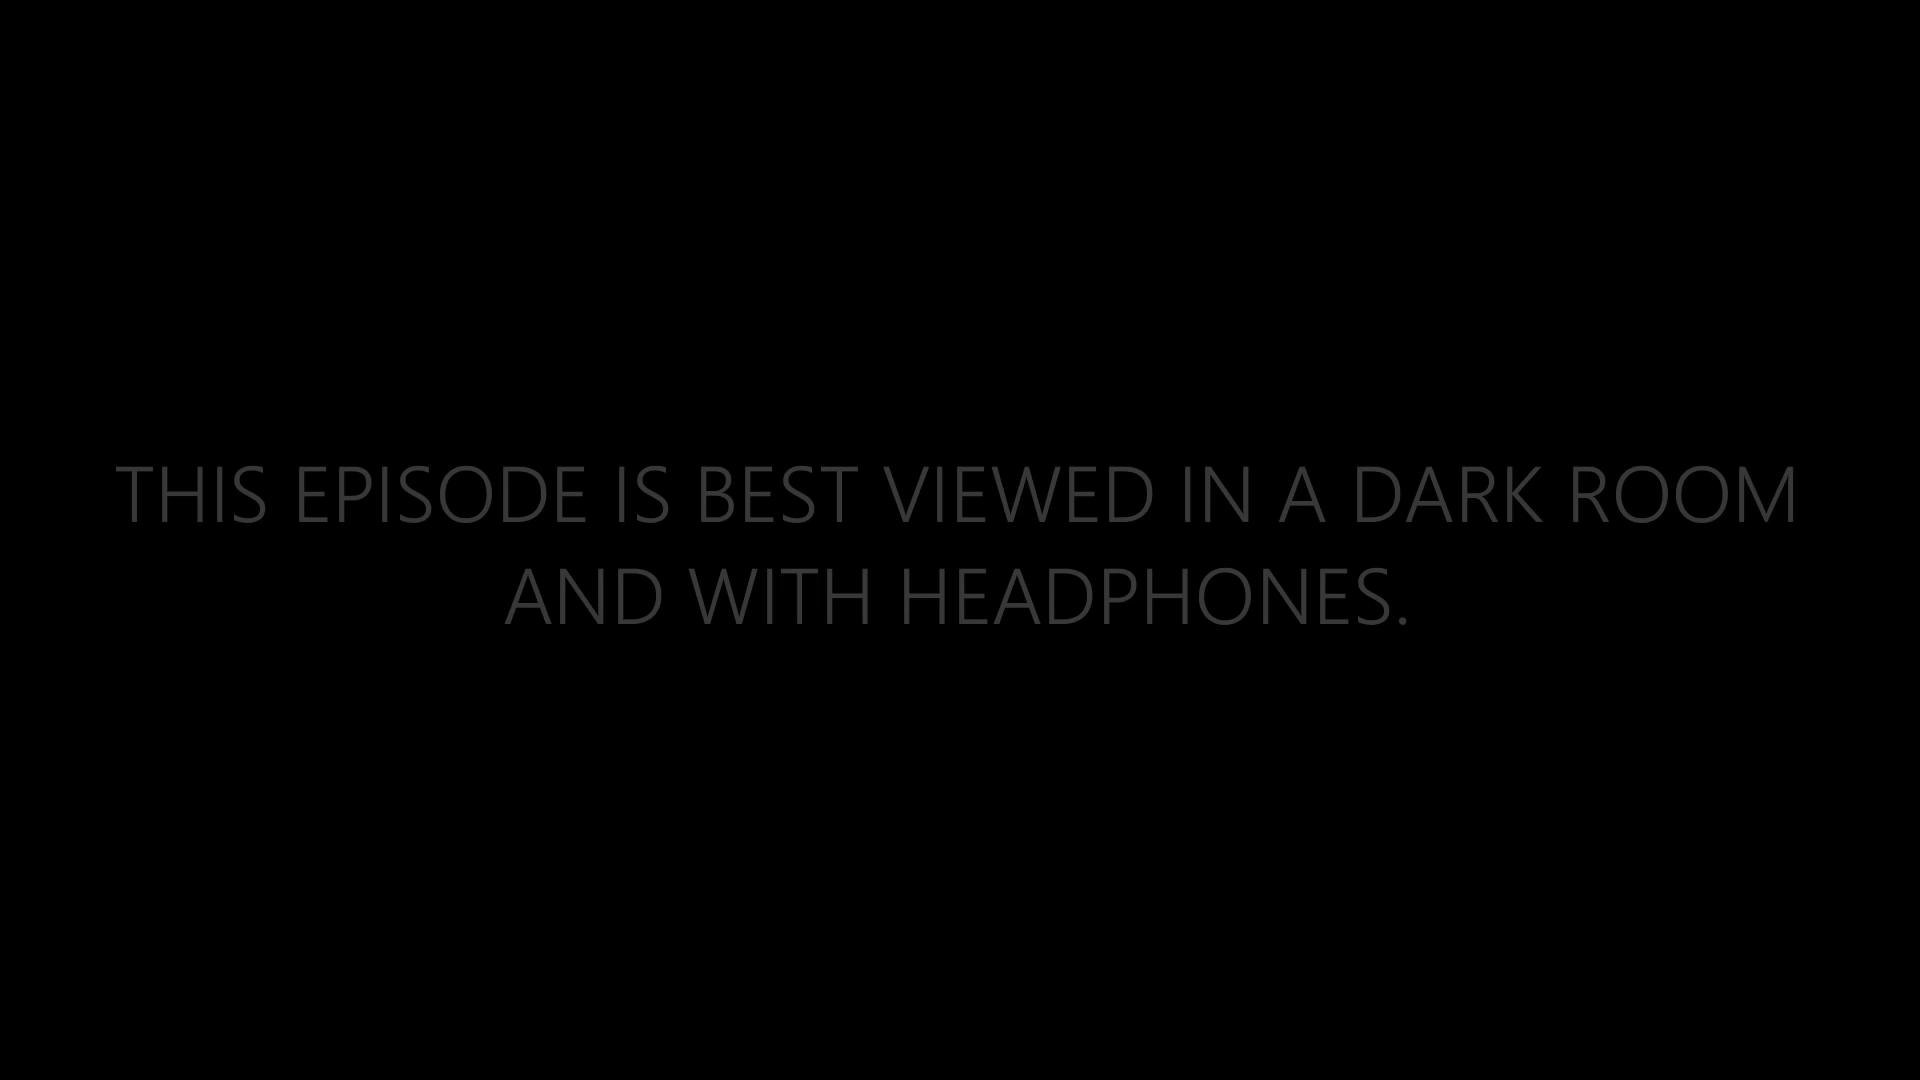 THIS EPISODE IS BEST VIEWED IN A DARK ROOM
AND WITH HEADPHONES.